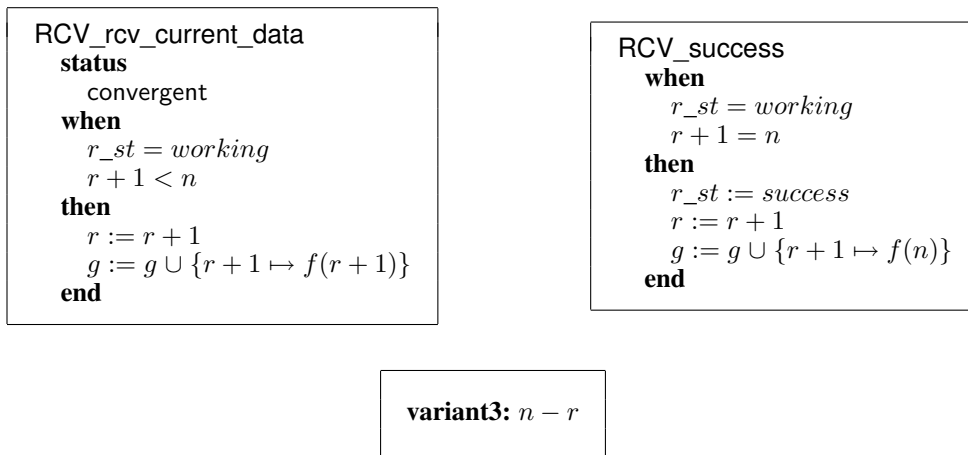 RCV_rcv_current_data
status
convergent
when
r_st = working
r + 1 < n
then
r := r + 1
g := g ∪ {r + 1 ↦ f(r + 1)}
end
RCV_success
when
r_st = working
r + 1 = n
then
r_st := success
r := r + 1
g := g ∪ {r + 1 ↦ f(n)}
end
variant3: n − r